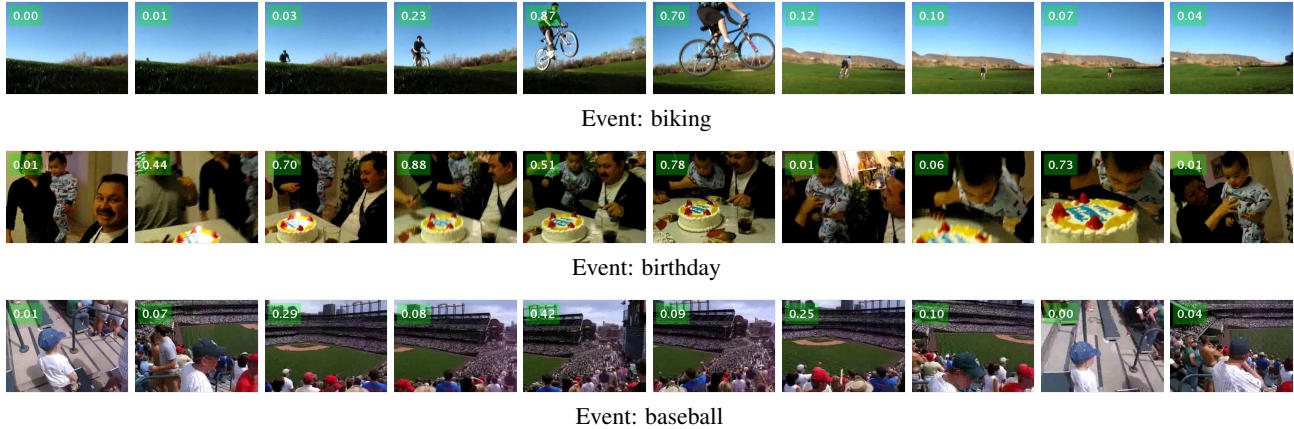 0.00 0.01 0.03 0.23 0.87 0.70 0.12 0.10 0.07 0.04
Event: biking
0.01 0.44 0.70 0.88 0.51 0.78 0.01 0.06 0.73 0.01
Event: birthday
0.01 0.07 0.29 0.08 0.42 0.09 0.25 0.10 0.00 0.04
Event: baseball